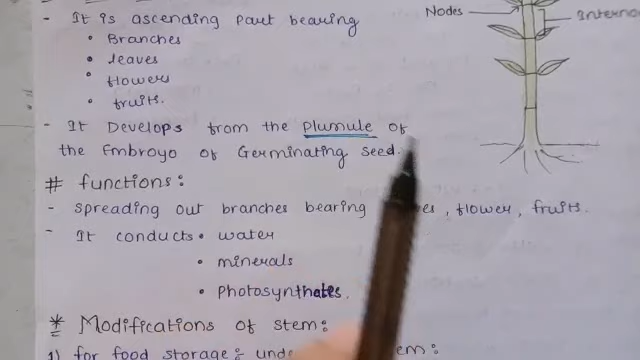 - It is ascending part bearing
• Branches
• leaves
• flowers
• fruits.
Nodes
- It Develops from the plumule of
the Embroyo of Germinating seed.
# functions:
- spreading out branches bearing , flower, fruits.
- It conducts • water
• minerals
• photosynthates.
* Modifications of stem:
1) for food storage: